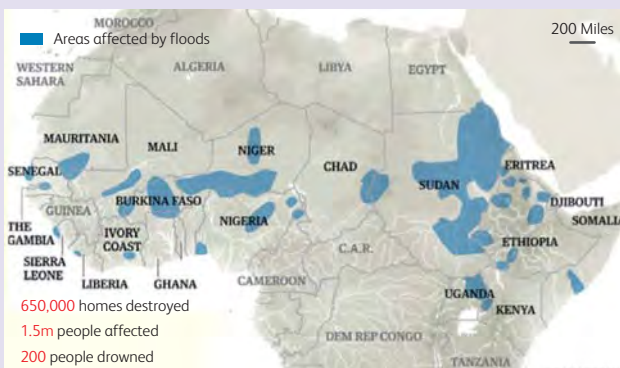 MOROCCO
Areas affected by floods
200 Miles
WESTERN
SAHARA
ALGERIA
LIBYA
EGYPT
MAURITANIA
MALI
NIGER
CHAD
SUDAN
ERITREA
SENEGAL
GUINEA
BURKINA FASO
NIGERIA
DJIBOUTI
SOMALIA
THE
GAMBIA
IVORY
COAST
C.A.R.
ETHIOPIA
SIERRA
LEONE
LIBERIA
GHANA
CAMEROON
UGANDA
KENYA
650,000 homes destroyed
1.5m people affected
DEM REP CONGO
200 people drowned
TANZANIA